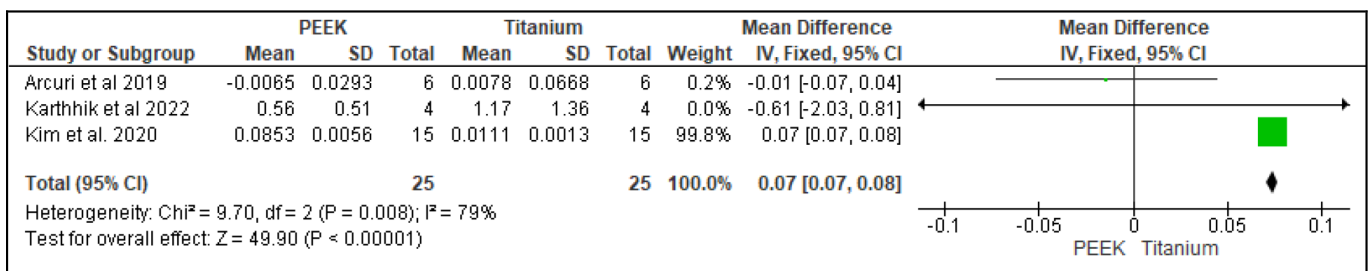 PEEK Titanium Mean Difference Mean Difference
Study or Subgroup Mean SD Total Mean SD Total Weight IV, Fixed, 95% CI IV, Fixed, 95% CI
Arcuri et al 2019 -0.0065 0.0293 6 0.0078 0.0668 6 0.2% -0.01 [-0.07, 0.04]
Karthhik et al 2022 0.56 0.51 4 1.17 1.36 4 0.0% -0.61 [-2.03, 0.81]
Kim et al. 2020 0.0853 0.0056 15 0.0111 0.0013 15 99.8% 0.07 [0.07, 0.08]
Total (95% CI) 25 25 100.0% 0.07 [0.07, 0.08]
Heterogeneity: Chi² = 9.70, df = 2 (P = 0.008); I² = 79%
Test for overall effect: Z = 49.90 (P < 0.00001)
-0.1 -0.05 0 0.05 0.1
PEEK Titanium